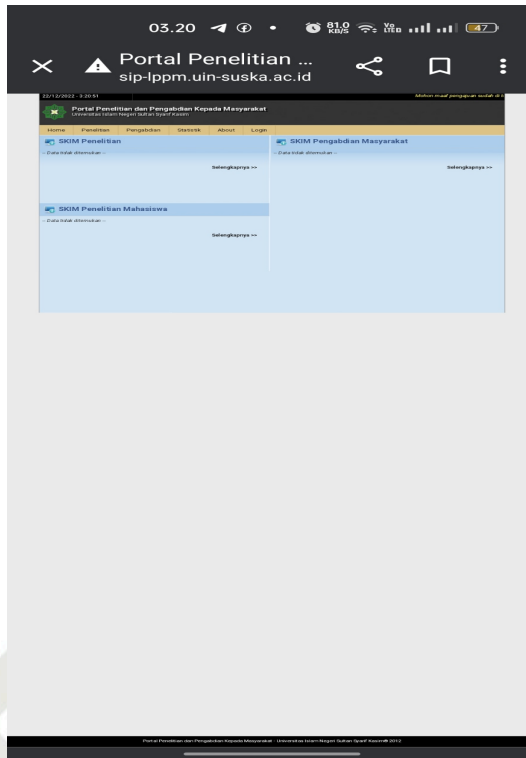 03.20
81.0 KB/S
Vo LTE
47
Portal Penelitian ...
sip-lppm.uin-suska.ac.id
22/12/2022 - 3:20:51
Mohon maaf pengajuan sudah di t
Portal Penelitian dan Pengabdian Kepada Masyarakat
Universitas Islam Negeri Sultan Syarif Kasim
Home Penelitian Pengabdian Statistik About Login
SKIM Penelitian
- Data tidak ditemukan -
Selengkapnya >>
SKIM Pengabdian Masyarakat
- Data tidak ditemukan -
Selengkapnya >>
SKIM Penelitian Mahasiswa
- Data tidak ditemukan -
Selengkapnya >>
Portal Penelitian dan Pengabdian Kepada Masyarakat - Universitas Islam Negeri Sultan Syarif Kasim© 2012